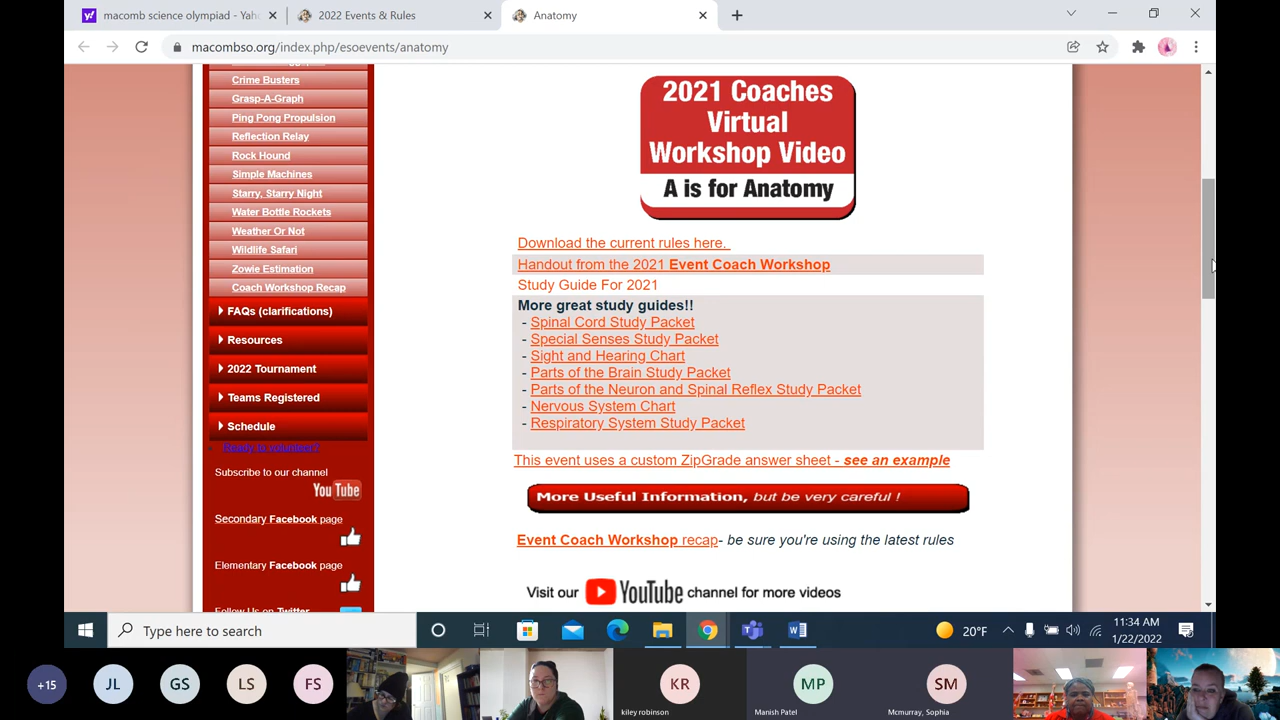 macomb science olympiad - Yaho
2022 Events & Rules
Anatomy
macombso.org/index.php/esoevents/anatomy
Crime Busters
Grasp-A-Graph
Ping Pong Propulsion
Reflection Relay
Rock Hound
Simple Machines
Starry, Starry Night
Water Bottle Rockets
Weather Or Not
Wildlife Safari
Zowie Estimation
Coach Workshop Recap
FAQs (clarifications)
Resources
2022 Tournament
Teams Registered
Schedule
Ready to volunteer?
Subscribe to our channel
YouTube
Secondary Facebook page
Elementary Facebook page
Follow Us on Twitter
2021 Coaches
Virtual
Workshop Video
A is for Anatomy
Download the current rules here.
Handout from the 2021 Event Coach Workshop
Study Guide For 2021
More great study guides!!
- Spinal Cord Study Packet
- Special Senses Study Packet
- Sight and Hearing Chart
- Parts of the Brain Study Packet
- Parts of the Neuron and Spinal Reflex Study Packet
- Nervous System Chart
- Respiratory System Study Packet
This event uses a custom ZipGrade answer sheet - see an example
More Useful Information, but be very careful !
Event Coach Workshop recap- be sure you're using the latest rules
Visit our YouTube channel for more videos
Type here to search
20°F
11:34 AM
1/22/2022
+15
JL
GS
LS
FS
KR
kiley robinson
MP
Manish Patel
SM
Mcmurray, Sophia